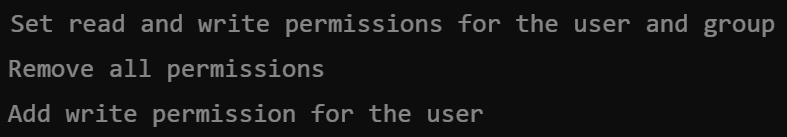 Set read and write permissions for the user and group
Remove all permissions
Add write permission for the user